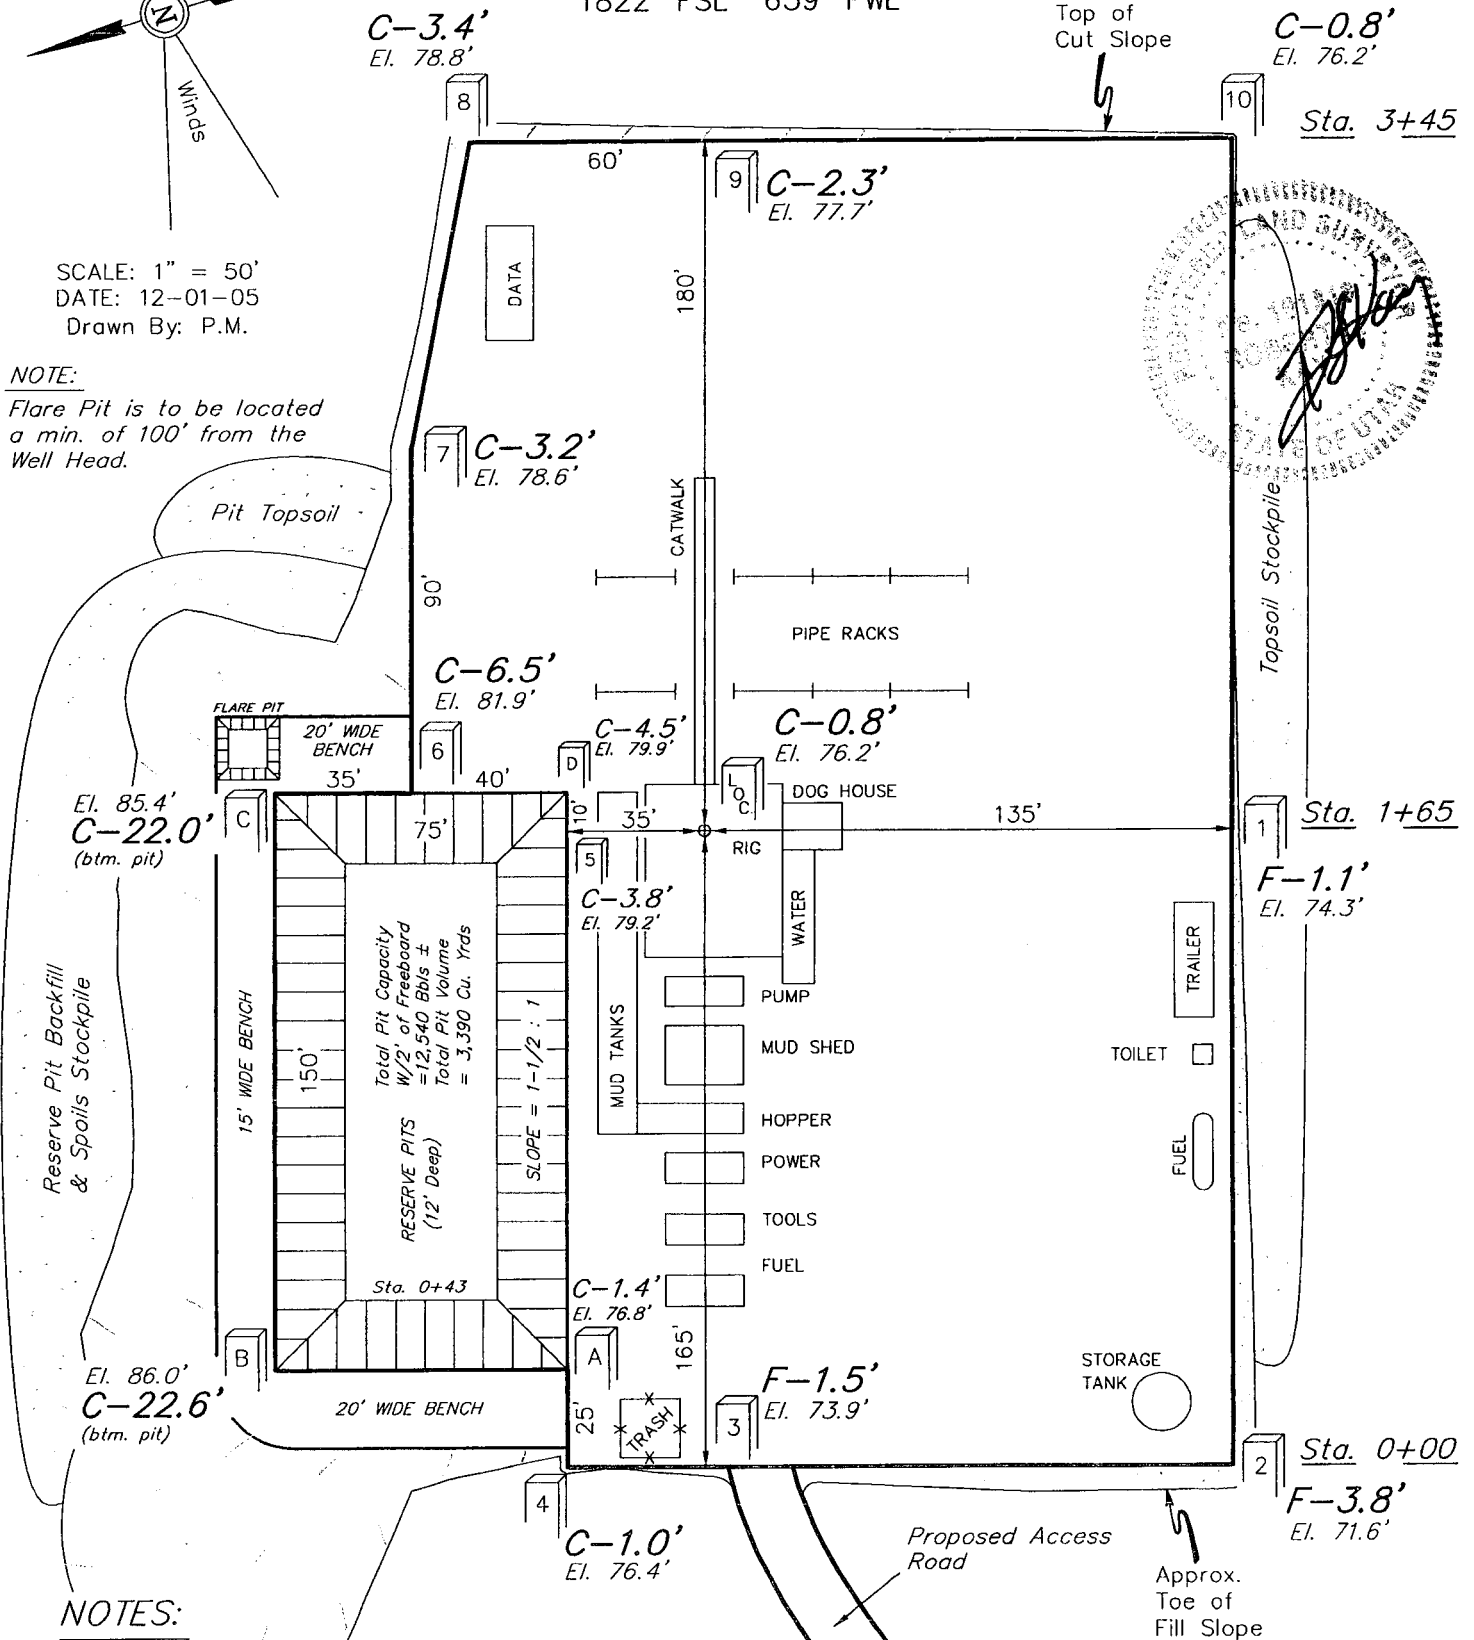 1822' FSL 659' FWL
N
Winds
C-3.4'
El. 78.8'
8
Top of
Cut Slope
C-0.8'
El. 76.2'
10
Sta. 3+45
60'
9
C-2.3'
El. 77.7'
SCALE: 1" = 50'
DATE: 12-01-05
Drawn By: P.M.
DATA
180'
LAND SURVEYOR
STATE OF UTAH
NOTE:
Flare Pit is to be located
a min. of 100' from the
Well Head.
7
C-3.2'
El. 78.6'
Pit Topsoil
CATWALK
Topsoil Stockpile
90'
PIPE RACKS
C-6.5'
El. 81.9'
FLARE PIT
20' WIDE
BENCH
6
C-4.5'
El. 79.9'
D
C-0.8'
El. 76.2'
LOC.
35'
40'
10'
DOG HOUSE
El. 85.4'
C-22.0'
(btm. pit)
C
75'
35'
RIG
135'
1
Sta. 1+65
F-1.1'
El. 74.3'
5
C-3.8'
El. 79.2'
WATER
TRAILER
Reserve Pit Backfill
& Spoils Stockpile
15' WIDE BENCH
150'
Total Pit Capacity
W/2' of Freeboard
=12,540 Bbls ±
Total Pit Volume
= 3,390 Cu. Yrds
RESERVE PITS
(12' Deep)
SLOPE = 1-1/2 : 1
MUD TANKS
PUMP
MUD SHED
TOILET
HOPPER
POWER
FUEL
TOOLS
FUEL
Sta. 0+43
C-1.4'
El. 76.8'
A
B
El. 86.0'
C-22.6'
(btm. pit)
20' WIDE BENCH
25'
TRASH
165'
3
F-1.5'
El. 73.9'
STORAGE
TANK
2
Sta. 0+00
F-3.8'
El. 71.6'
4
C-1.0'
El. 76.4'
Proposed Access
Road
Approx.
Toe of
Fill Slope
NOTES: